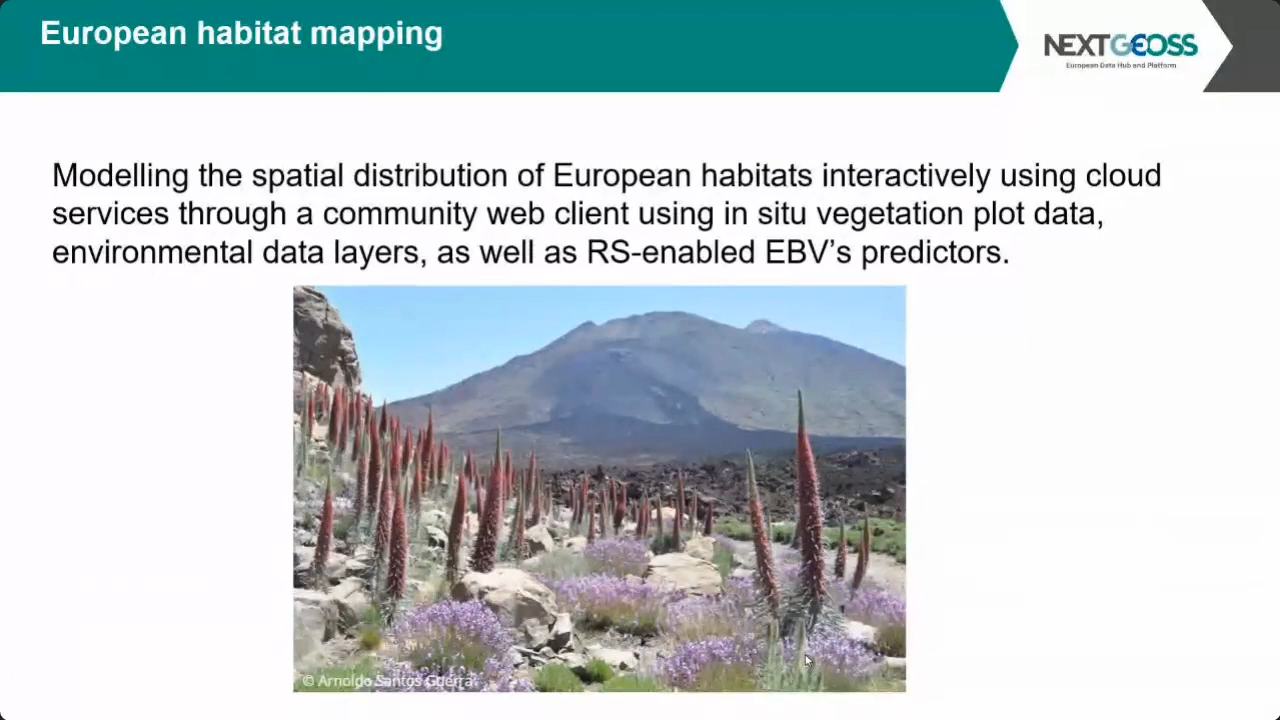 European habitat mapping
NEXTGEOSS
European Data Hub and Platform
Modelling the spatial distribution of European habitats interactively using cloud
services through a community web client using in situ vegetation plot data,
environmental data layers, as well as RS-enabled EBV’s predictors.
© Arnoldo Santos Guerra